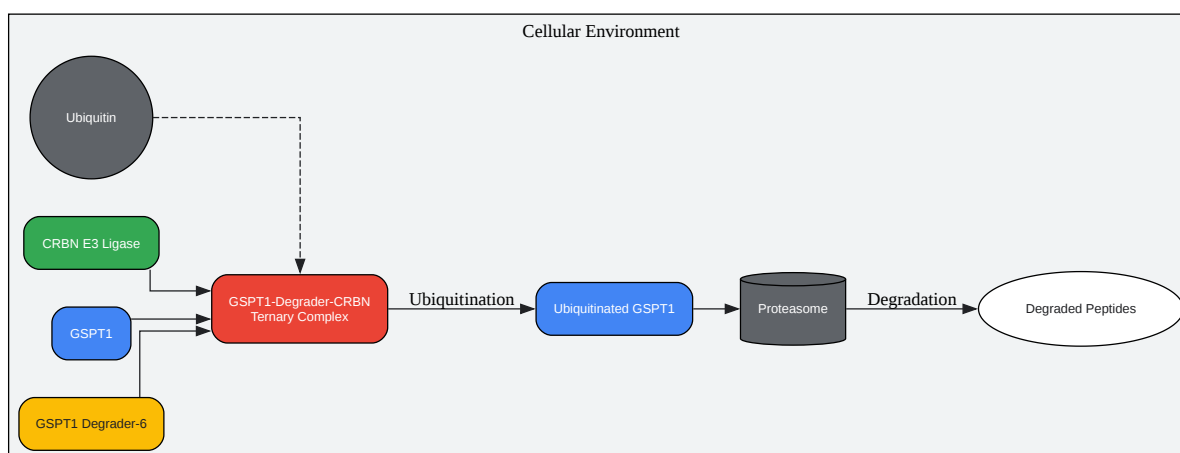 Cellular Environment
Ubiquitin
CRBN E3 Ligase
GSPT1
GSPT1 Degrader-6
GSPT1-Degrader-CRBN
Ternary Complex
Ubiquitination
Ubiquitinated GSPT1
Proteasome
Degradation
Degraded Peptides